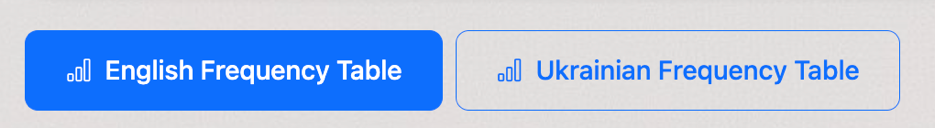 English Frequency Table
Ukrainian Frequency Table